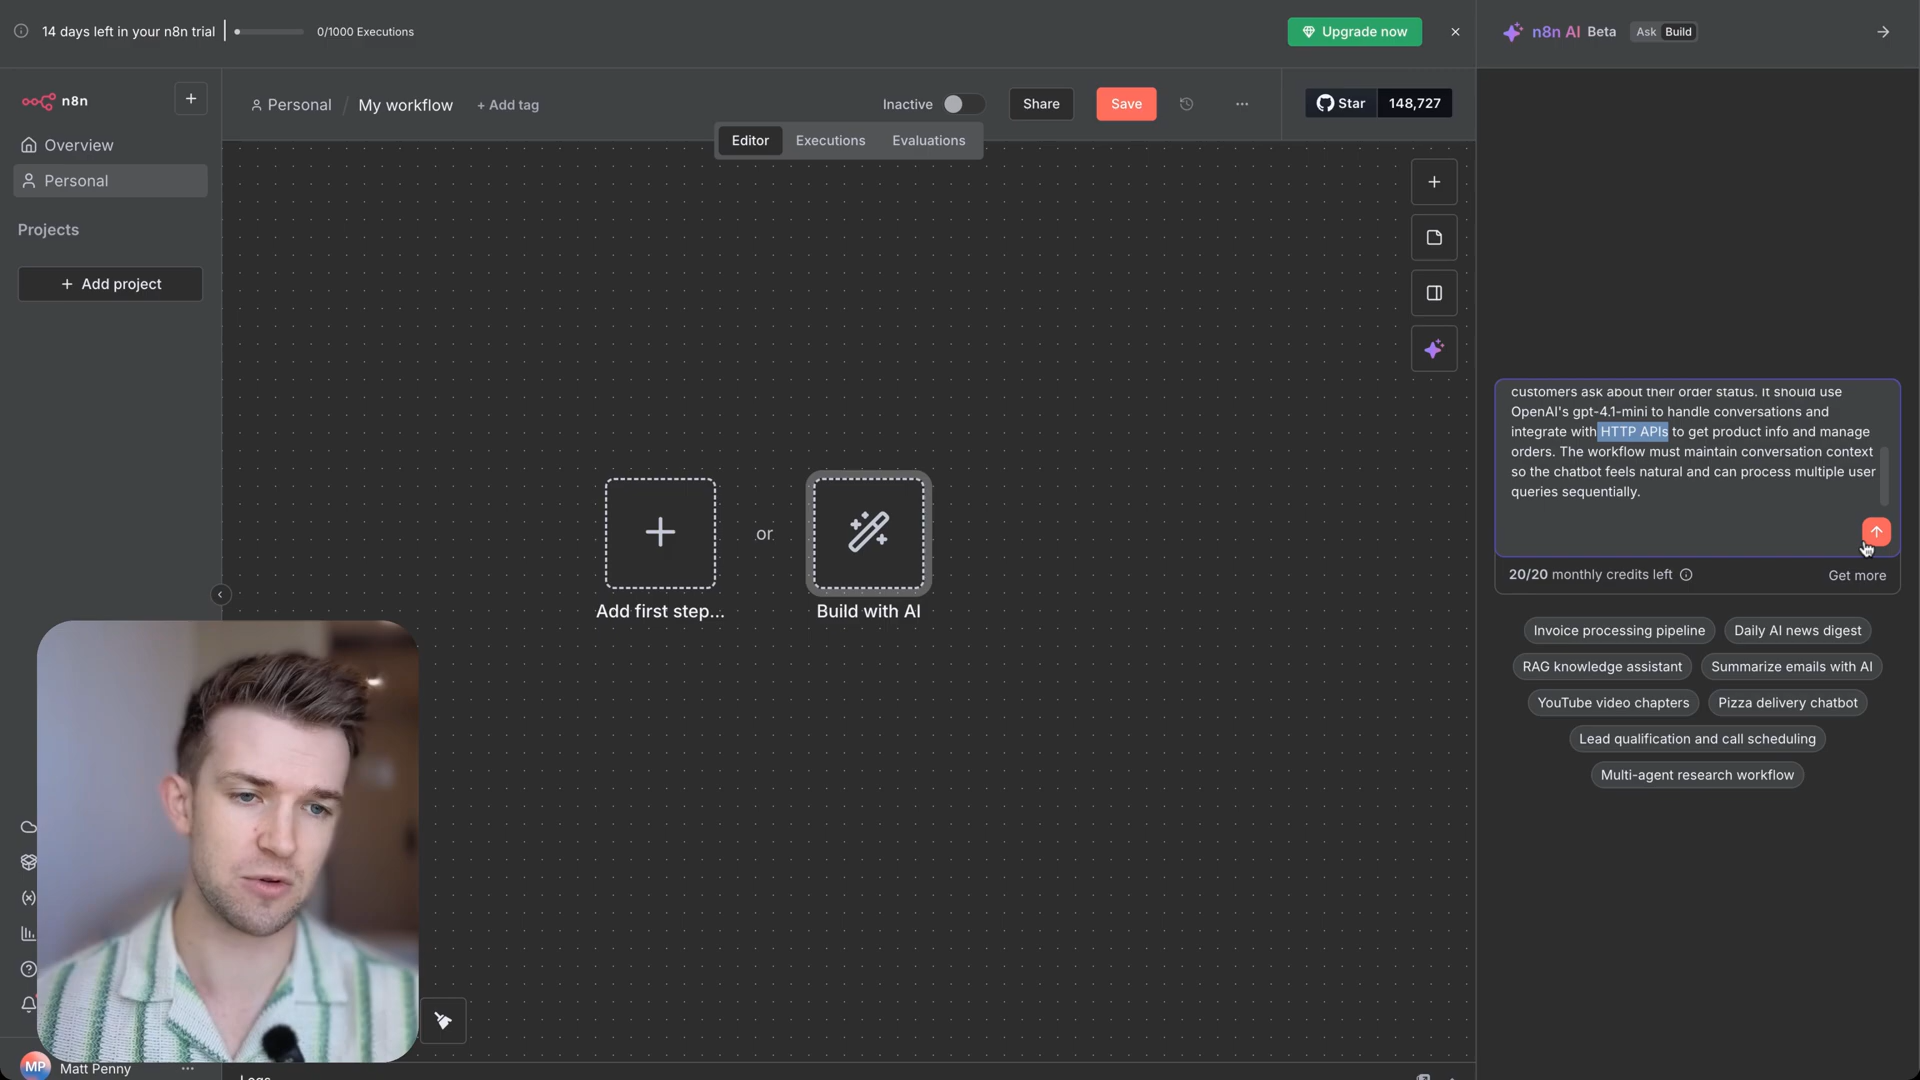 14 days left in your n8n trial
0/1000 Executions
Upgrade now
n8n AI Beta
Ask Build
n8n
Personal / My workflow + Add tag
Inactive
Share
Save
Star 148,727
Editor Executions Evaluations
Overview
Personal
Projects
+ Add project
or
Add first step...
Build with AI
customers ask about their order status. It should use
OpenAI's gpt-4.1-mini to handle conversations and
integrate with HTTP APIs to get product info and manage
orders. The workflow must maintain conversation context
so the chatbot feels natural and can process multiple user
queries sequentially.
20/20 monthly credits left
Get more
Invoice processing pipeline
Daily AI news digest
RAG knowledge assistant
Summarize emails with AI
YouTube video chapters
Pizza delivery chatbot
Lead qualification and call scheduling
Multi-agent research workflow
MP Matt Penny
Logs